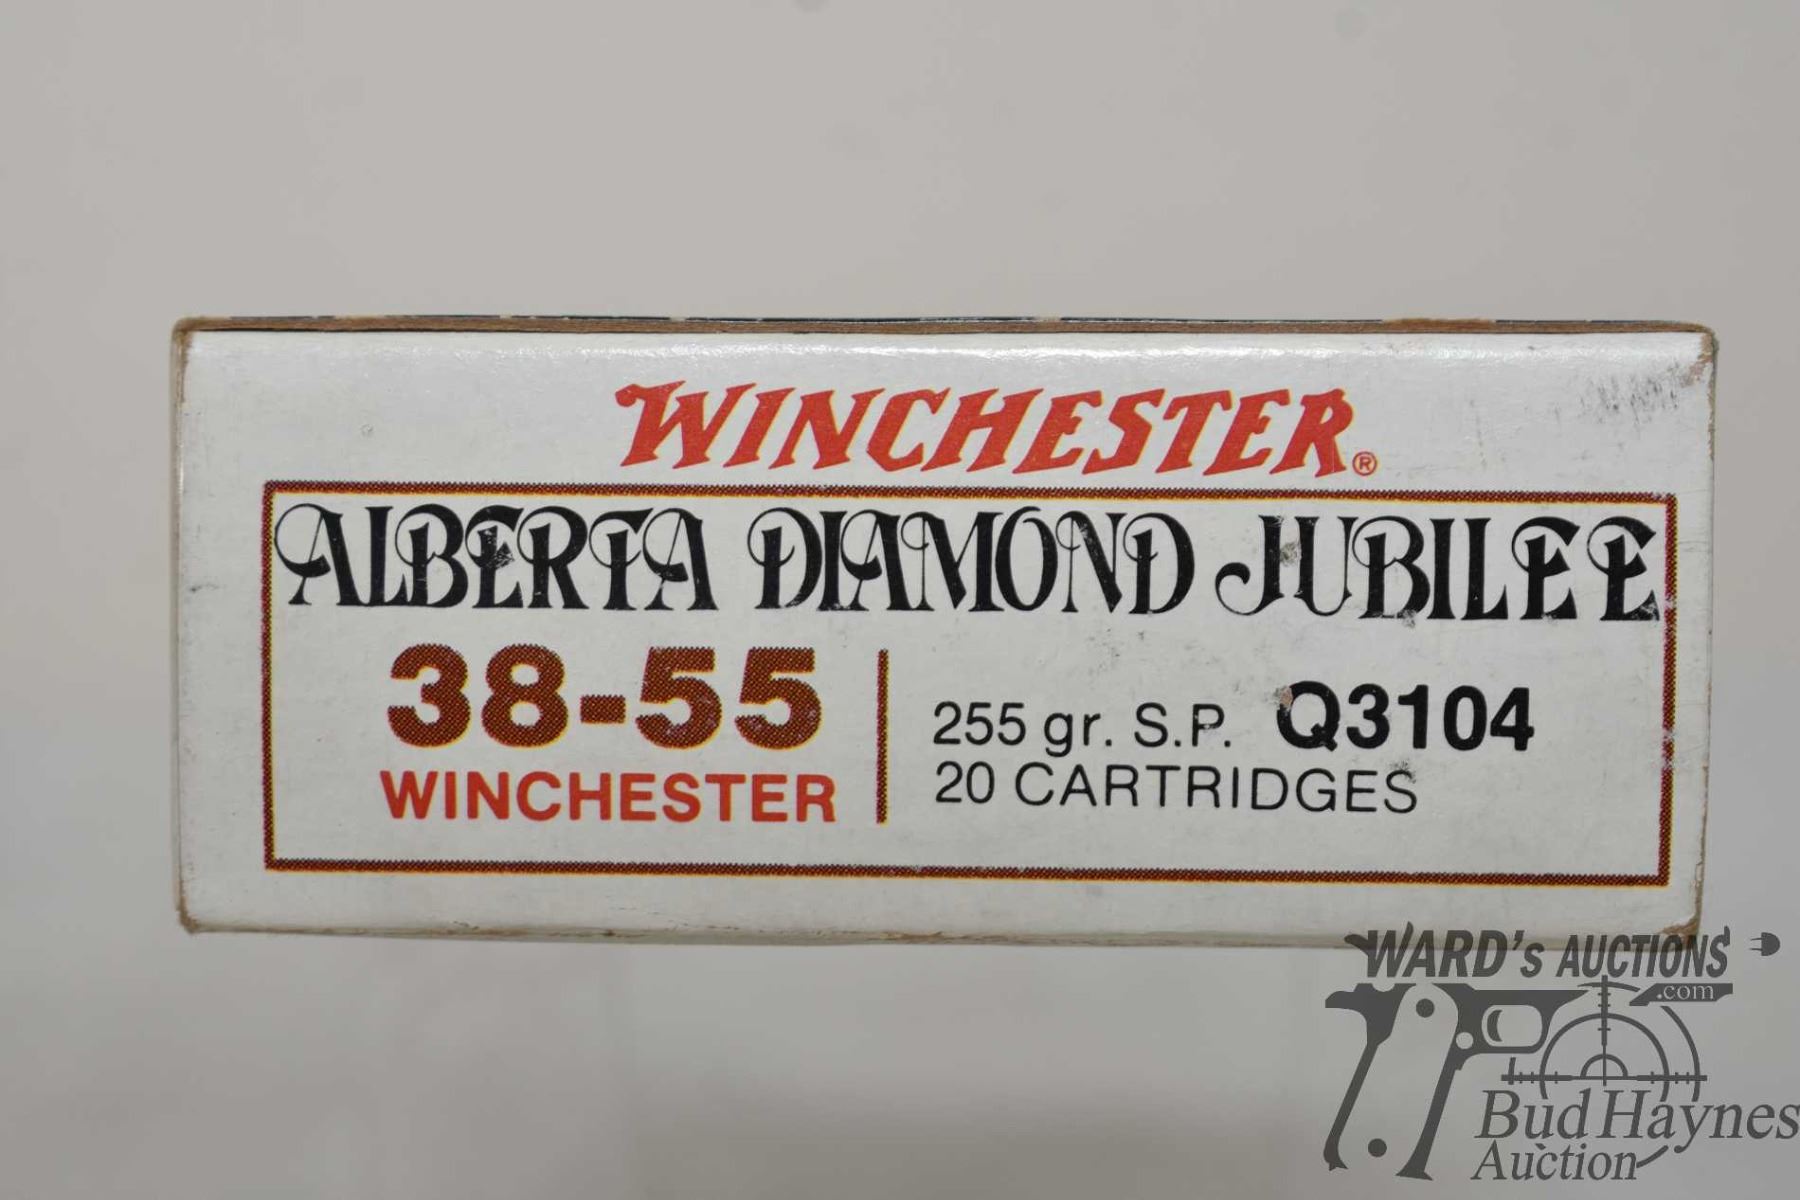 WINCHESTER®
ALBERTA DIAMOND JUBILEE
38-55
WINCHESTER
255 gr. S.P. Q3104
20 CARTRIDGES
WARD's AUCTIONS
.com
Bud Haynes
Auction